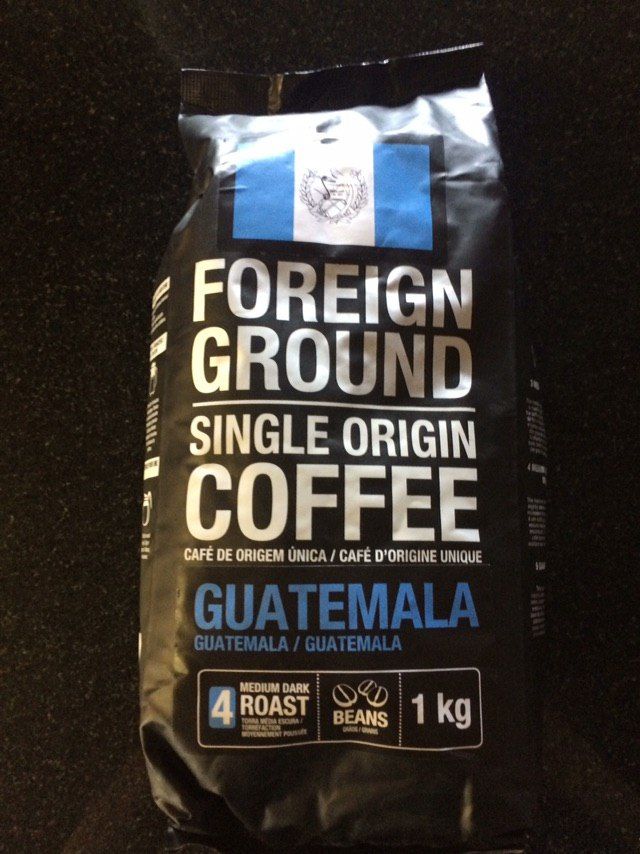 FOREIGN
GROUND
SINGLE ORIGIN
COFFEE
CAFÉ DE ORIGEM ÚNICA / CAFÉ D'ORIGINE UNIQUE
GUATEMALA
GUATEMALA / GUATEMALA
4
MEDIUM DARK
ROAST
TORRA MÉDIA ESCURA /
TORRÉFACTION
MOYENNEMENT POUSSÉE
BEANS
GRÃOS / GRAINS
1 kg